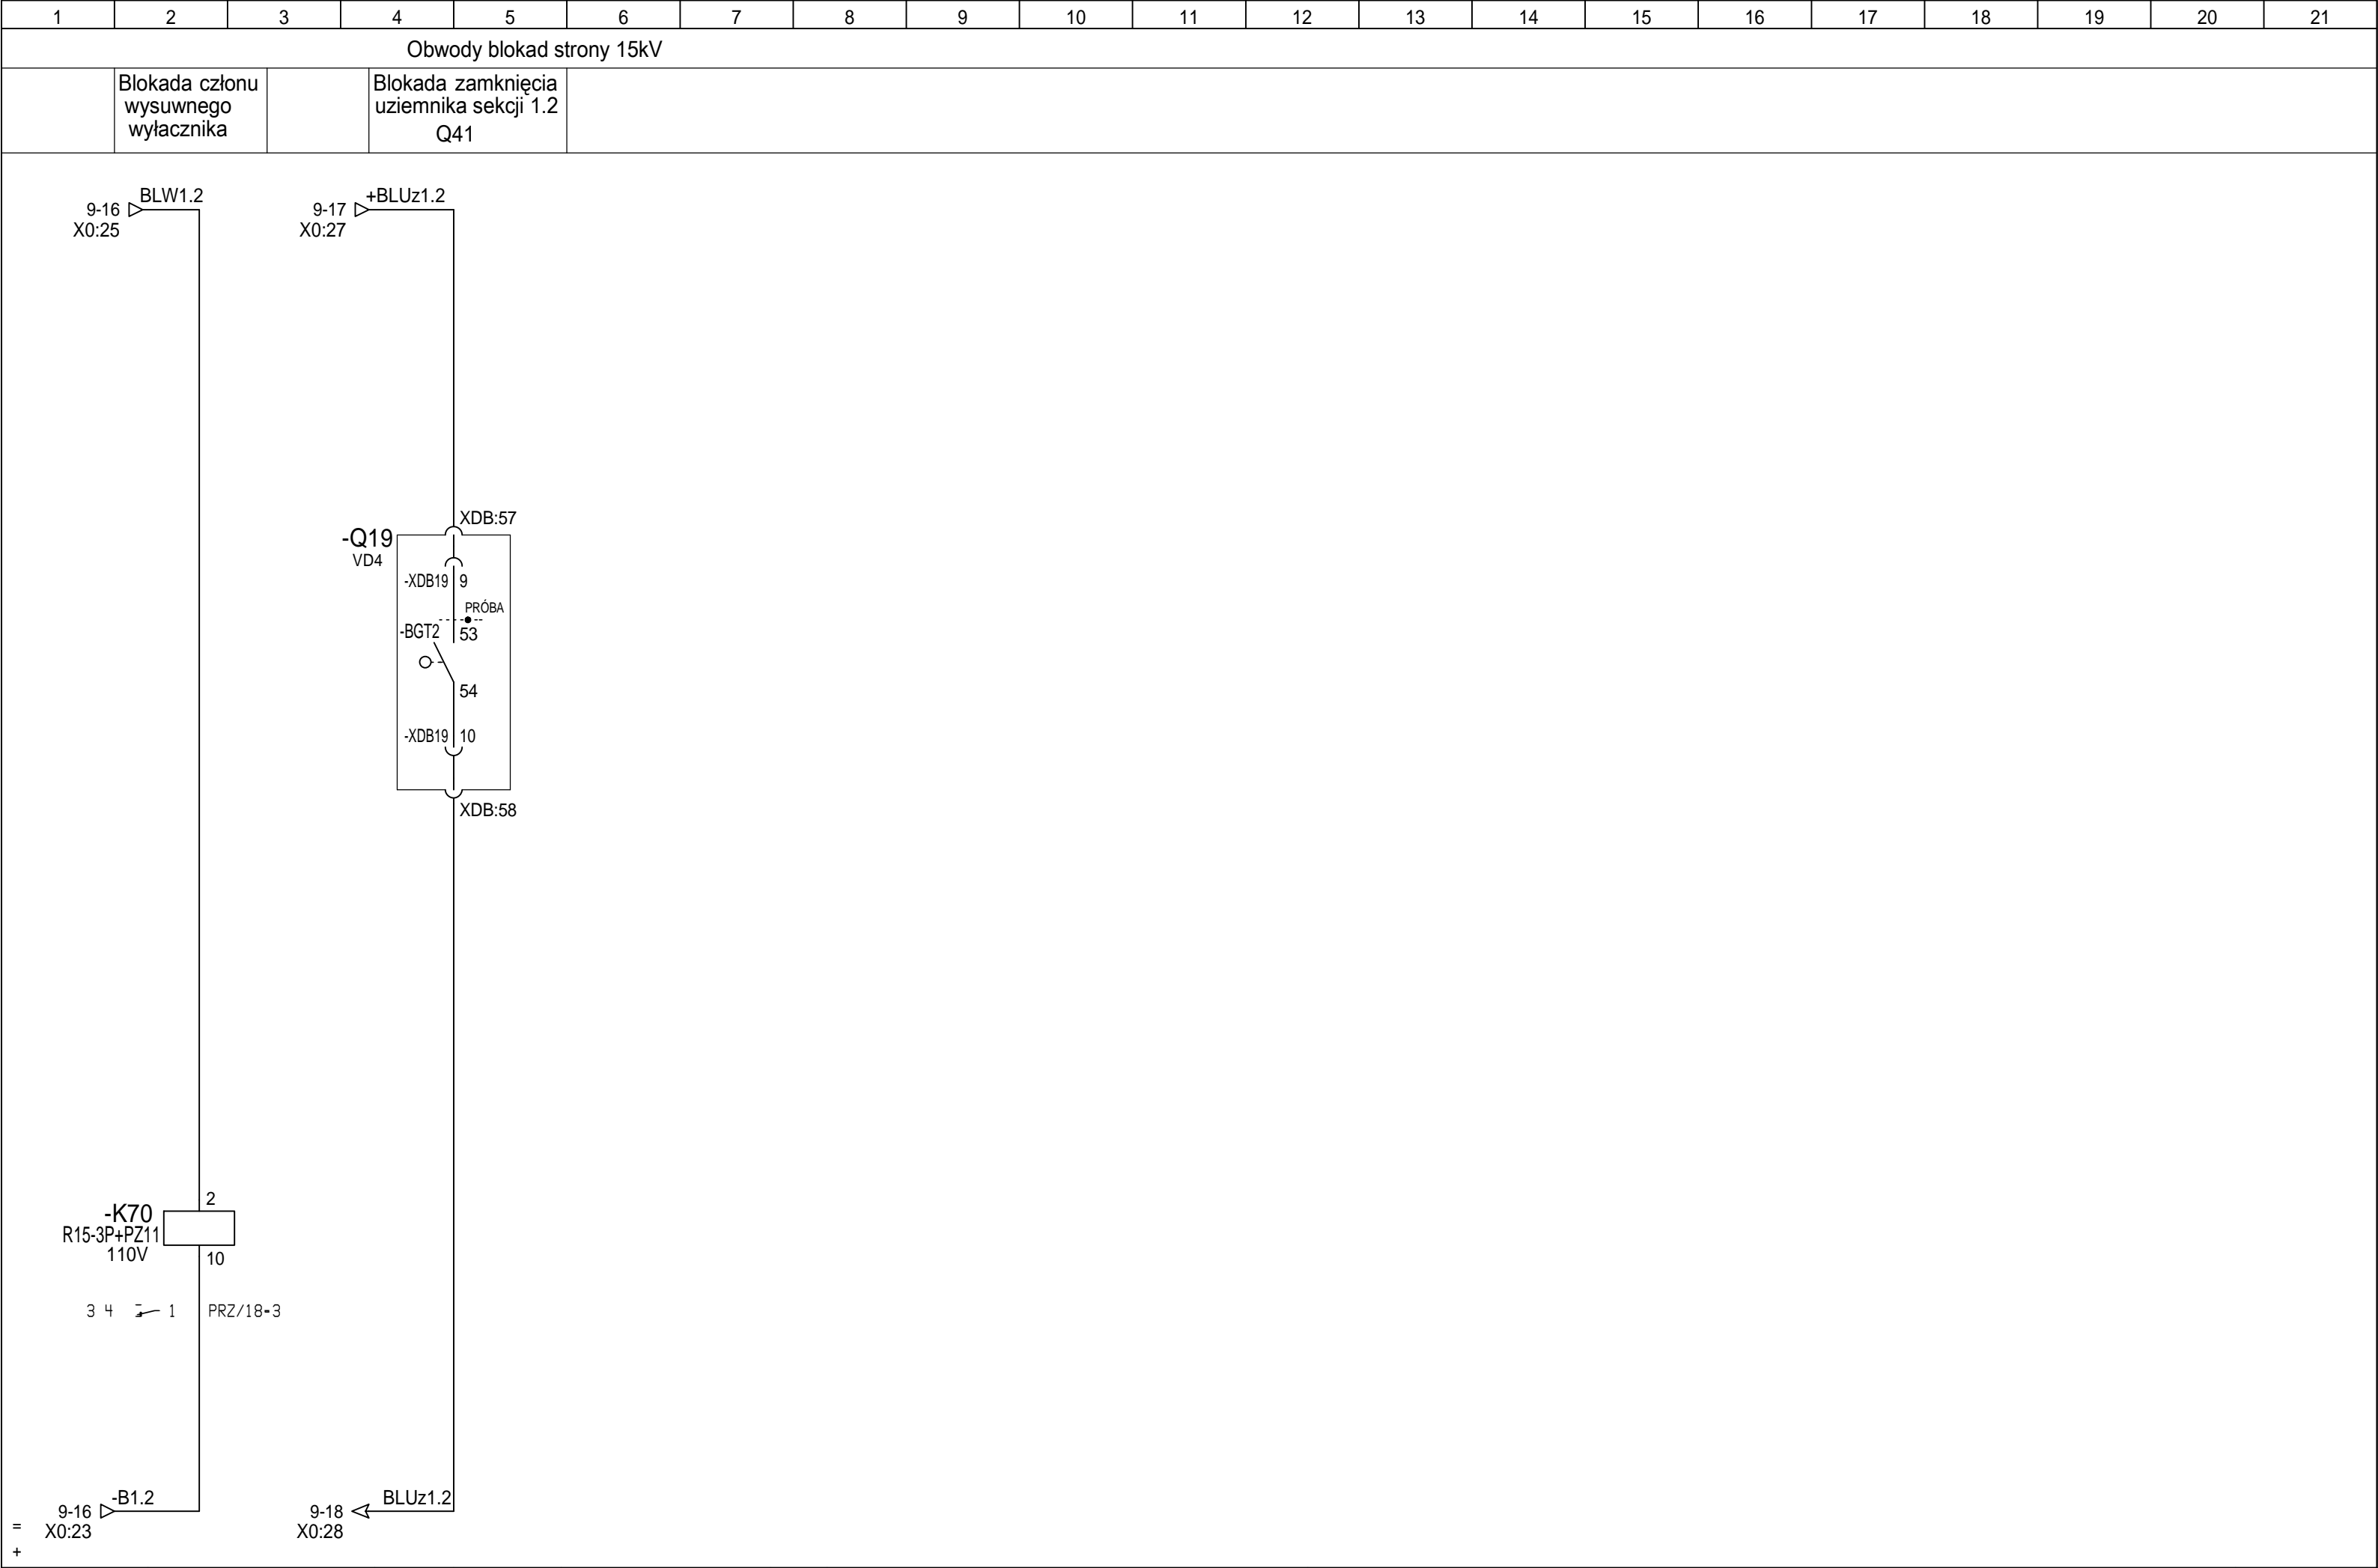 1 2 3 4 5 6 7 8 9 10 11 12 13 14 15 16 17 18 19 20 21
Obwody blokad strony 15kV
Blokada członu
wysuwnego
wyłacznika
Blokada zamknięcia
uziemnika sekcji 1.2
Q41
BLW1.2
9-16
X0:25
+BLUz1.2
9-17
X0:27
XDB:57
-Q19
VD4
-XDB19 9
PRÓBA
-BGT2 53
54
-XDB19 10
XDB:58
2
-K70
R15-3P+PZ11
110V
10
3 4 1 PRZ/18-3
-B1.2
9-16
X0:23
BLUz1.2
9-18
X0:28
=
+